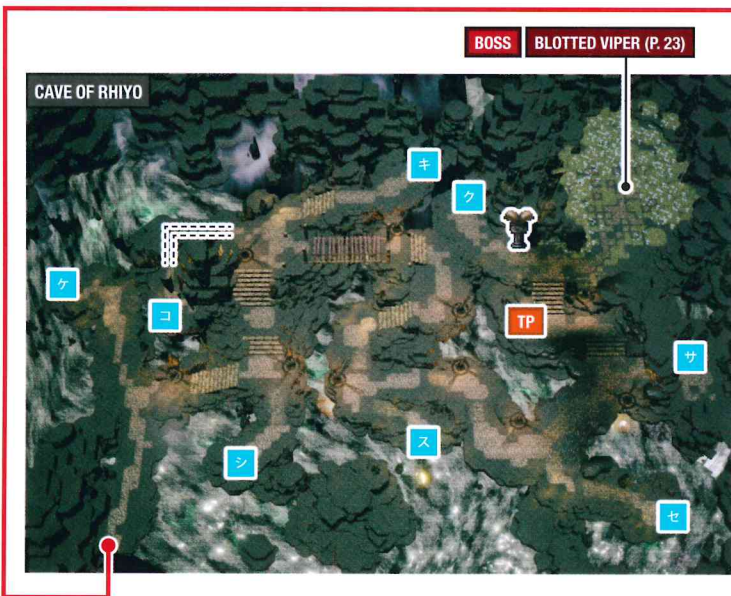 BOSS BLOTTED VIPER (P. 23)
CAVE OF RHIYO
キ
ク
ケ
コ
TP
サ
シ
ス
セ